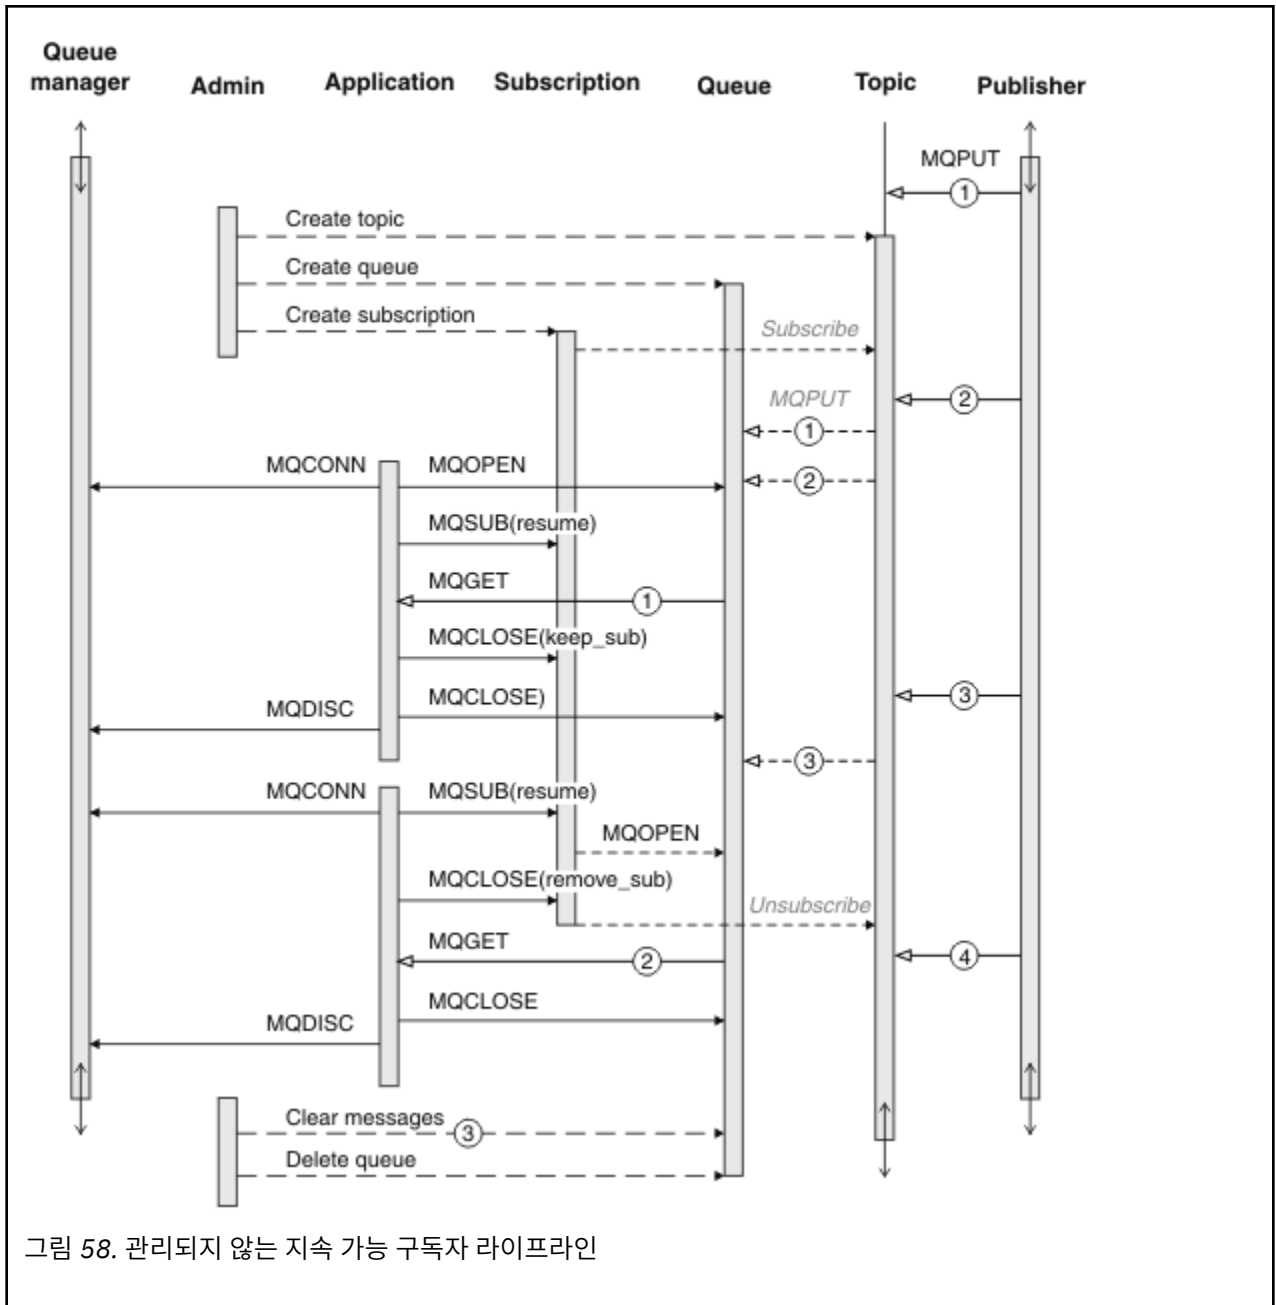 Queue
manager
Admin
Application
Subscription
Queue
Topic
Publisher
MQPUT
1
Create topic
Create queue
Create subscription
Subscribe
MQPUT
2
1
MQCONN
MQOPEN
2
MQSUB(resume)
MQGET
1
MQCLOSE(keep_sub)
MQCLOSE)
3
MQDISC
3
MQCONN
MQSUB(resume)
MQOPEN
MQCLOSE(remove_sub)
Unsubscribe
MQGET
2
4
MQCLOSE
MQDISC
Clear messages
3
Delete queue
그림 58. 관리되지 않는 지속 가능 구독자 라이프라인